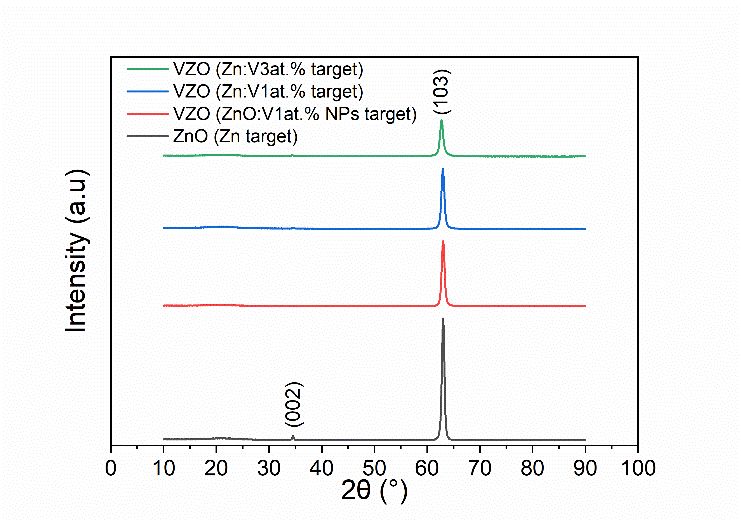 VZO (Zn:V3at.% target)
VZO (Zn:V1at.% target)
VZO (ZnO:V1at.% NPs target)
ZnO (Zn target)
(103)
(002)
Intensity (a.u)
0 10 20 30 40 50 60 70 80 90 100
2θ (°)